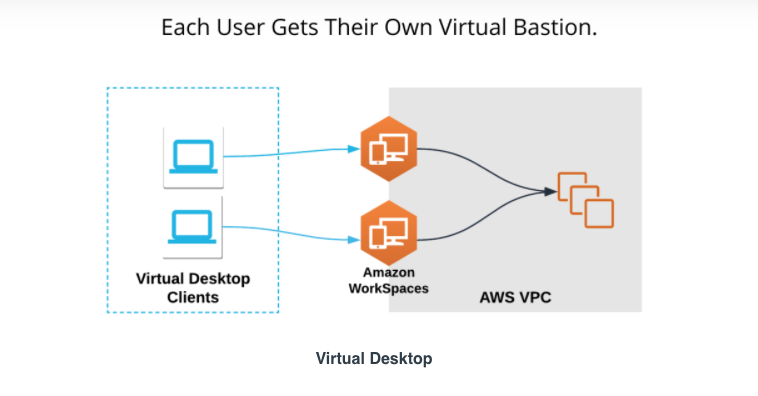 Each User Gets Their Own Virtual Bastion.
Virtual Desktop
Clients
Amazon
WorkSpaces
AWS VPC
Virtual Desktop